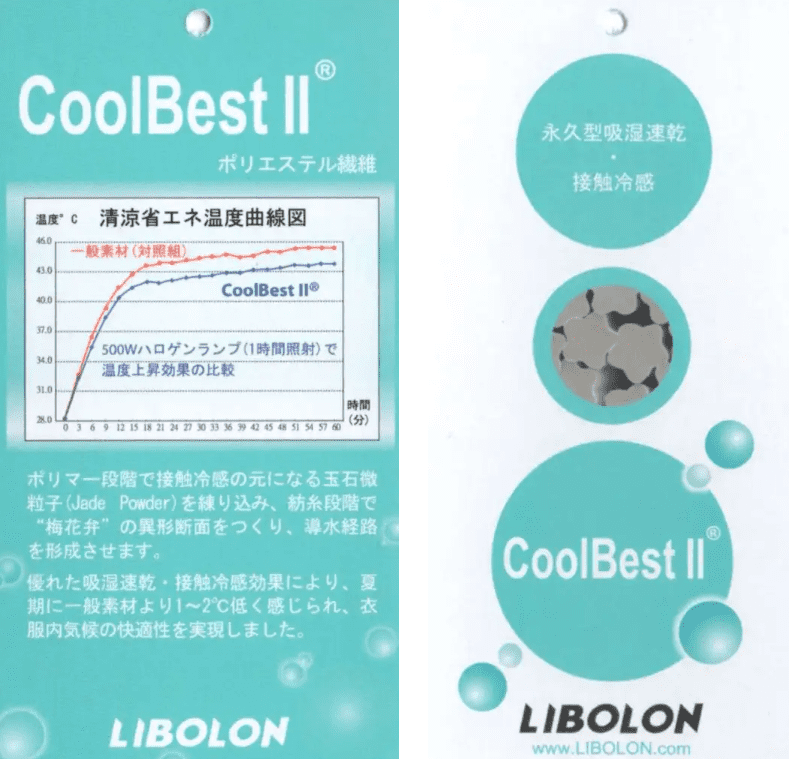 CoolBest II®
ポリエステル繊維
温度° C 清涼省エネ温度曲線図
46.0
一般素材(対照組)
43.0
CoolBest II®
40.0
37.0
500Wハロゲンランプ(1時間照射)で
温度上昇効果の比較
34.0
31.0
28.0
時間
(分)
0 3 6 9 12 15 18 21 24 27 30 33 36 39 42 45 48 51 54 57 60
ポリマー段階で接触冷感の元になる玉石微
粒子(Jade Powder)を練り込み、紡糸段階で
“梅花弁”の異形断面をつくり、導水経路
を形成させます。
優れた吸湿速乾・接触冷感効果により、夏
期に一般素材より1〜2℃低く感じられ、衣
服内気候の快適性を実現しました。
LIBOLON
永久型吸湿速乾
・
接触冷感
CoolBest II®
LIBOLON
www.LIBOLON.com